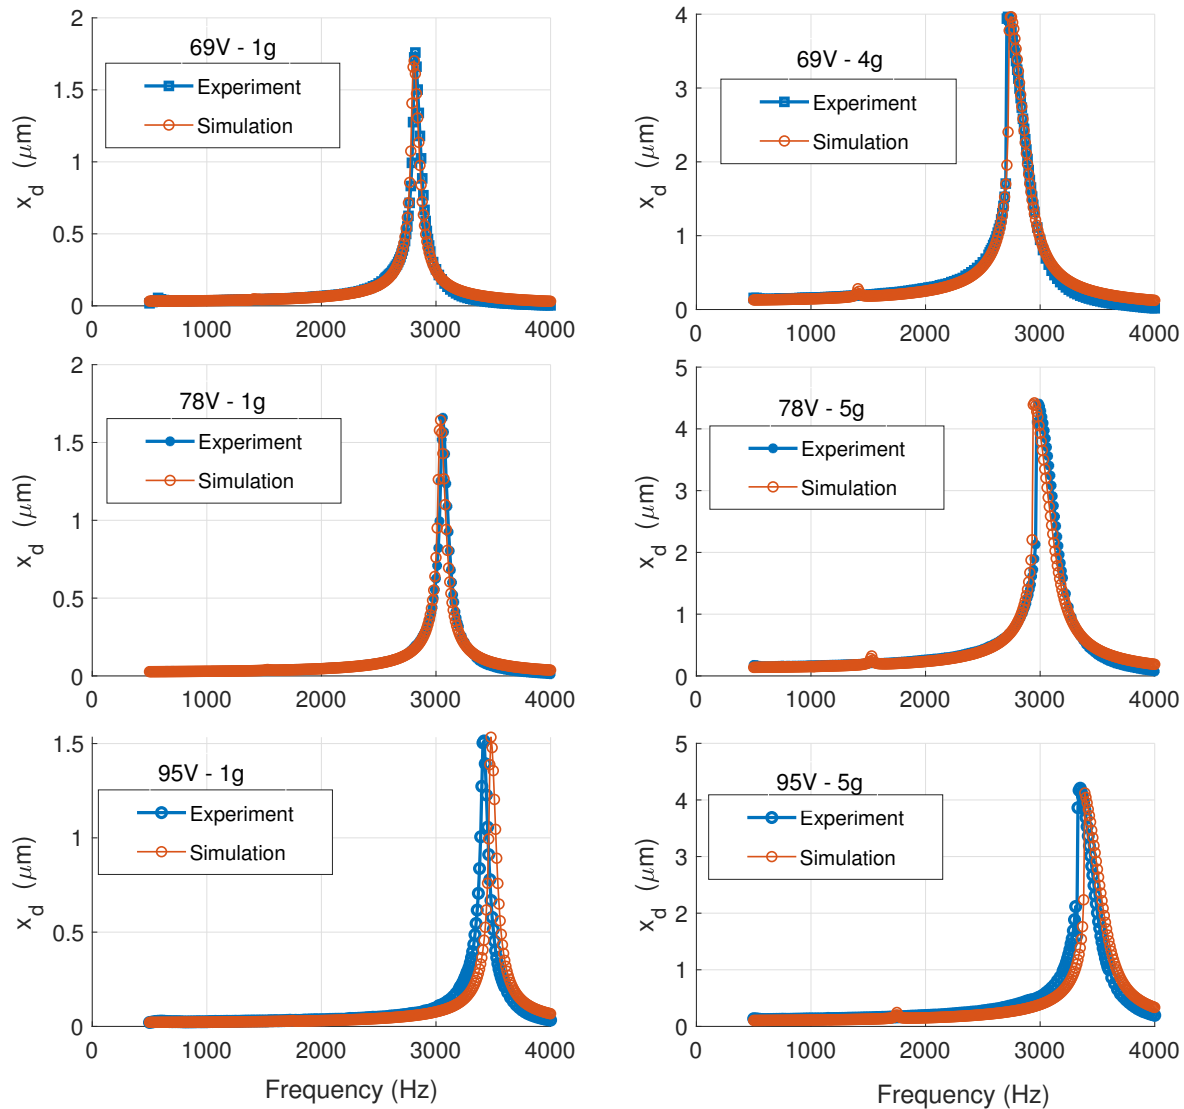 69V - 1g
Experiment
Simulation
x_d (μm)
2
1.5
1
0.5
0
0 1000 2000 3000 4000
69V - 4g
Experiment
Simulation
x_d (μm)
4
3
2
1
0
0 1000 2000 3000 4000
78V - 1g
Experiment
Simulation
x_d (μm)
2
1.5
1
0.5
0
0 1000 2000 3000 4000
78V - 5g
Experiment
Simulation
x_d (μm)
5
4
3
2
1
0
0 1000 2000 3000 4000
95V - 1g
Experiment
Simulation
x_d (μm)
1.5
1
0.5
0
0 1000 2000 3000 4000
Frequency (Hz)
95V - 5g
Experiment
Simulation
x_d (μm)
5
4
3
2
1
0
0 1000 2000 3000 4000
Frequency (Hz)